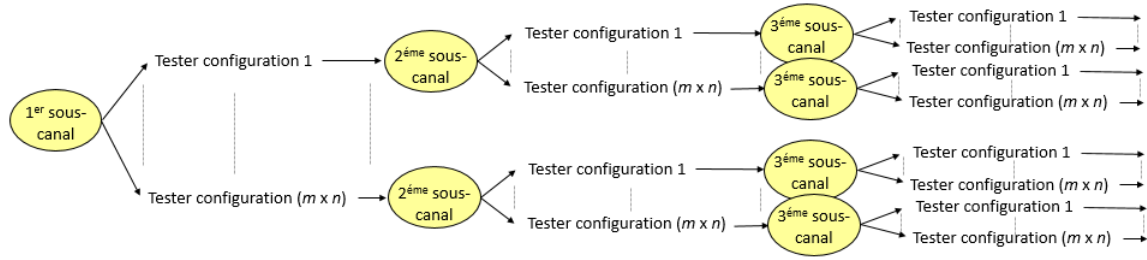 1er sous-
canal
Tester configuration 1
Tester configuration (m x n)
2éme sous-
canal
2éme sous-
canal
Tester configuration 1
Tester configuration (m x n)
Tester configuration 1
Tester configuration (m x n)
3éme sous-
canal
3éme sous-
canal
3éme sous-
canal
3éme sous-
canal
Tester configuration 1
Tester configuration (m x n)
Tester configuration 1
Tester configuration (m x n)
Tester configuration 1
Tester configuration (m x n)
Tester configuration 1
Tester configuration (m x n)